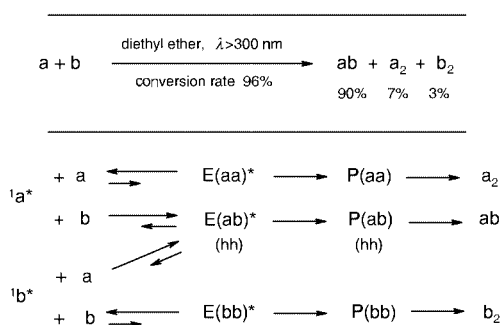 diethyl ether, λ>300 nm
a + b ab + a₂ + b₂
conversion rate 96% 90% 7% 3%
+ a E(aa)* P(aa) a₂
¹a*
+ b E(ab)* P(ab) ab
(hh) (hh)
+ a
¹b*
+ b E(bb)* P(bb) b₂